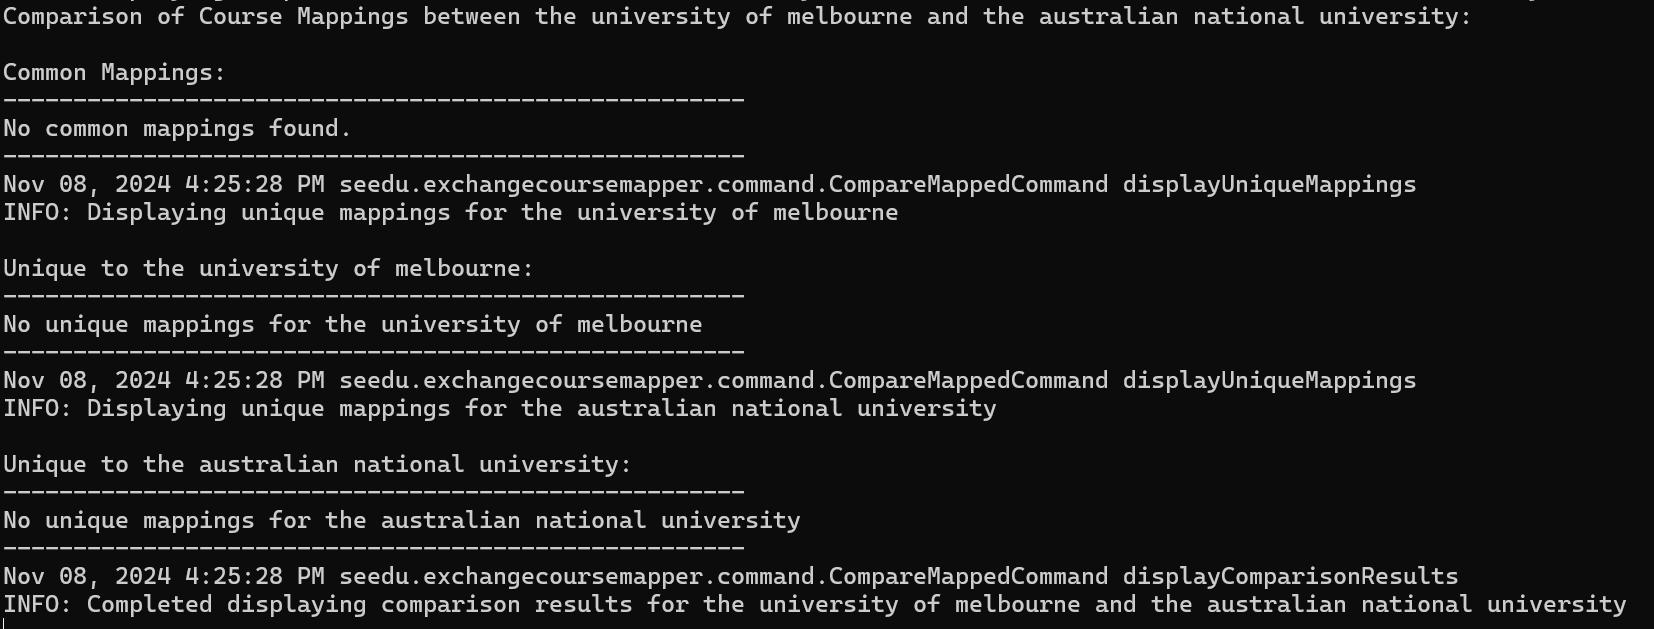 Comparison of Course Mappings between the university of melbourne and the australian national university:
Common Mappings:
-----------------------------------------------------
No common mappings found.
-----------------------------------------------------
Nov 08, 2024 4:25:28 PM seedu.exchangecoursemapper.command.CompareMappedCommand displayUniqueMappings
INFO: Displaying unique mappings for the university of melbourne
Unique to the university of melbourne:
-----------------------------------------------------
No unique mappings for the university of melbourne
-----------------------------------------------------
Nov 08, 2024 4:25:28 PM seedu.exchangecoursemapper.command.CompareMappedCommand displayUniqueMappings
INFO: Displaying unique mappings for the australian national university
Unique to the australian national university:
-----------------------------------------------------
No unique mappings for the australian national university
-----------------------------------------------------
Nov 08, 2024 4:25:28 PM seedu.exchangecoursemapper.command.CompareMappedCommand displayComparisonResults
INFO: Completed displaying comparison results for the university of melbourne and the australian national university